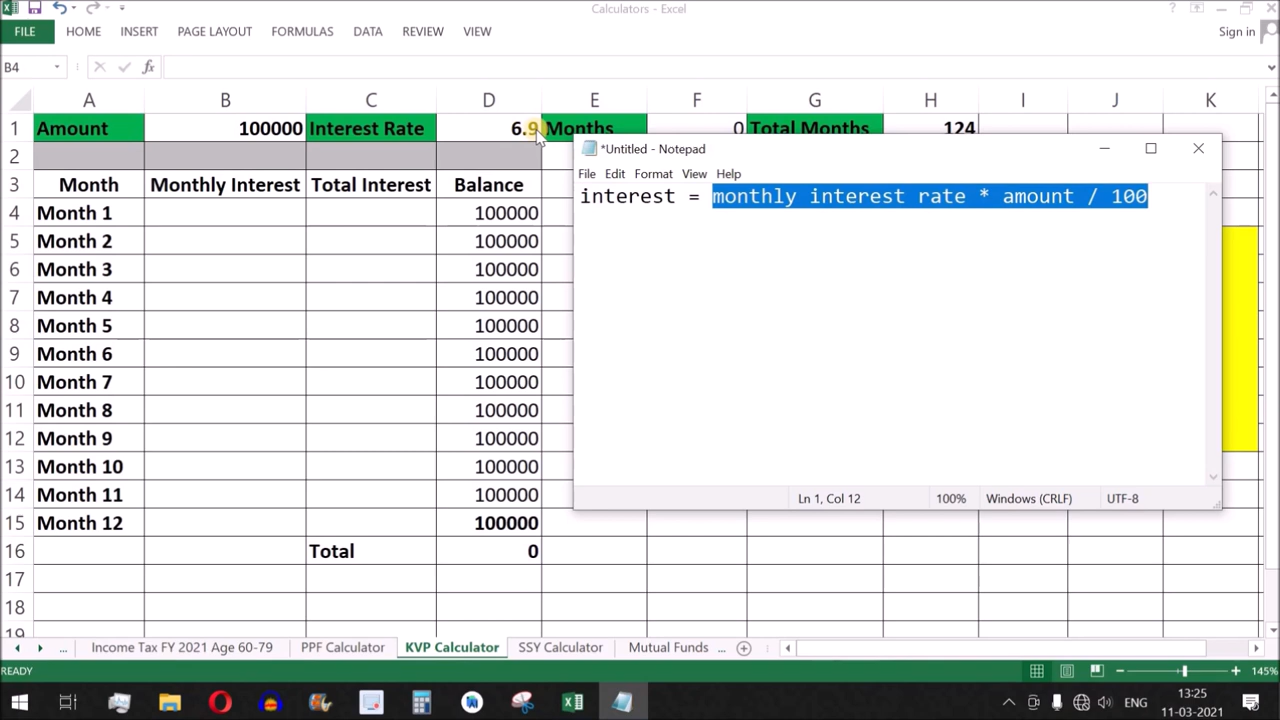 Calculators - Excel
FILE HOME INSERT PAGE LAYOUT FORMULAS DATA REVIEW VIEW Sign in
B4 fx
A B C D E F G H I J K
1 Amount 100000 Interest Rate 6.9 Months 0 Total Months 124
2
*Untitled - Notepad
File Edit Format View Help
interest = monthly interest rate * amount / 100
Ln 1, Col 12 100% Windows (CRLF) UTF-8
3 Month Monthly Interest Total Interest Balance
4 Month 1 100000
5 Month 2 100000
6 Month 3 100000
7 Month 4 100000
8 Month 5 100000
9 Month 6 100000
10 Month 7 100000
11 Month 8 100000
12 Month 9 100000
13 Month 10 100000
14 Month 11 100000
15 Month 12 100000
16 Total 0
17
18
19
... Income Tax FY 2021 Age 60-79 PPF Calculator KVP Calculator SSY Calculator Mutual Funds ...
READY 145%
ENG 13:25
11-03-2021